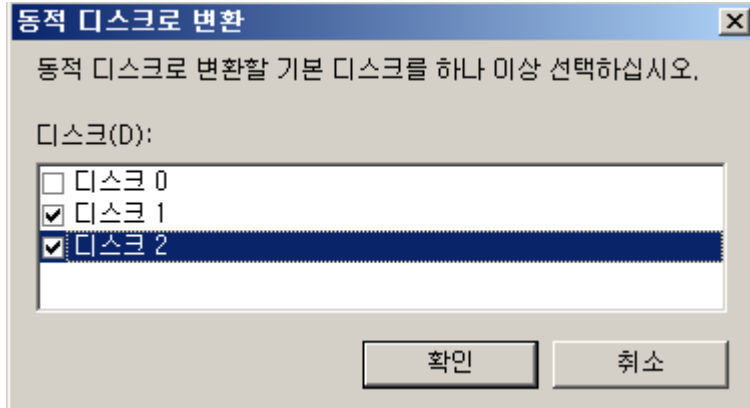 동적 디스크로 변환
동적 디스크로 변환할 기본 디스크를 하나 이상 선택하십시오.
디스크(D):
디스크 0
디스크 1
디스크 2
확인 취소